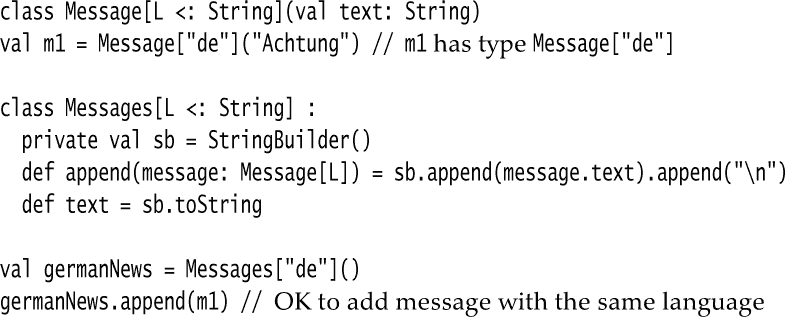 class Message[L <: String](val text: String)
val m1 = Message["de"]("Achtung") // m1 has type Message["de"]
class Messages[L <: String] :
  private val sb = StringBuilder()
  def append(message: Message[L]) = sb.append(message.text).append("\n")
  def text = sb.toString
val germanNews = Messages["de"]()
germanNews.append(m1) // OK to add message with the same language